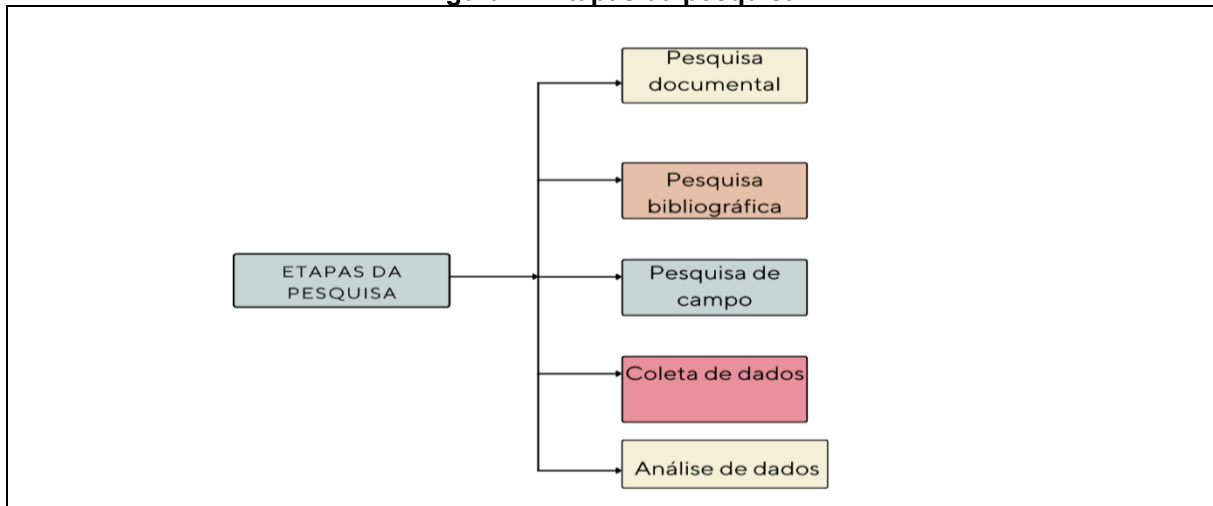 Pesquisa
documental
Pesquisa
bibliográfica
ETAPAS DA
PESQUISA
Pesquisa de
campo
Coleta de dados
Análise de dados